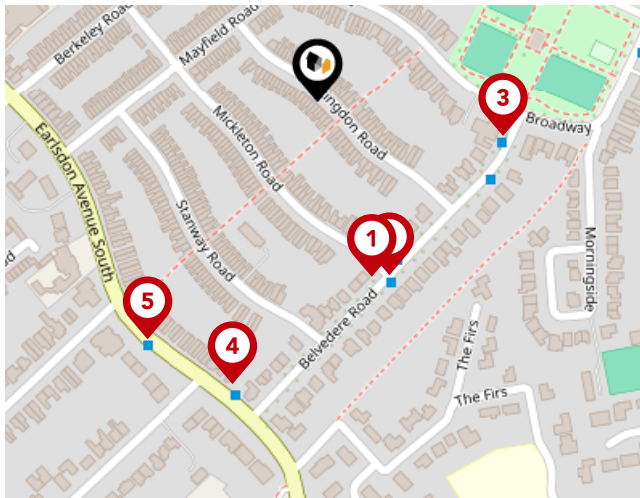 Berkeley Road
Mayfield Road
ingdon Road
3
Broadway
Earlsdon Avenue South
Mickleton Road
Stanway Road
1
Morningside
5
Belvedere Road
4
The Firs
The Firs